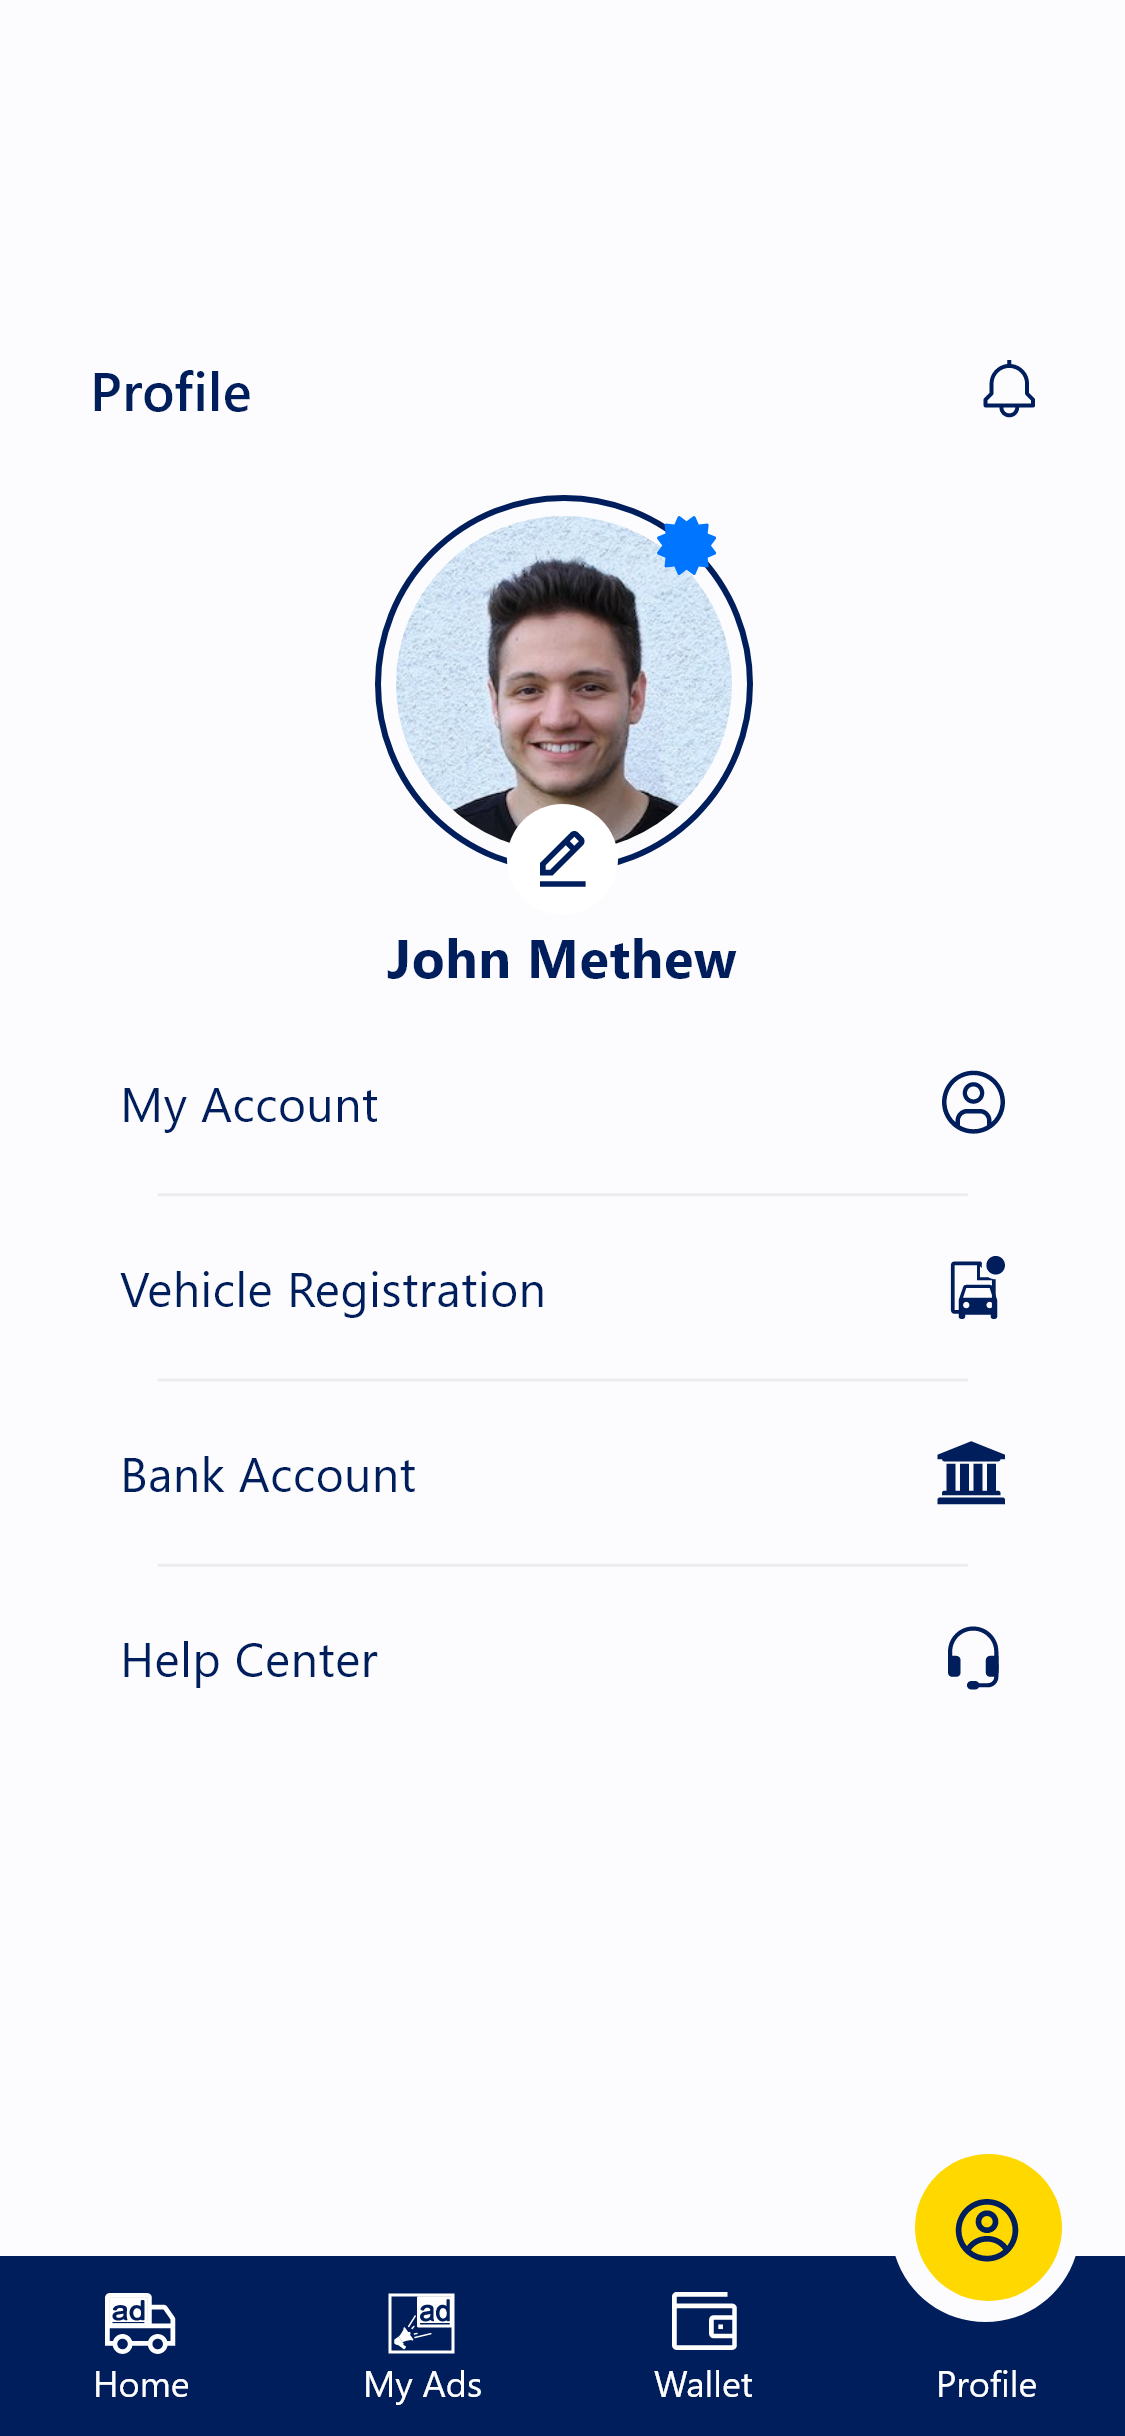 Profile
John Methew
My Account
Vehicle Registration
Bank Account
Help Center
ad
ad
Home
My Ads
Wallet
Profile